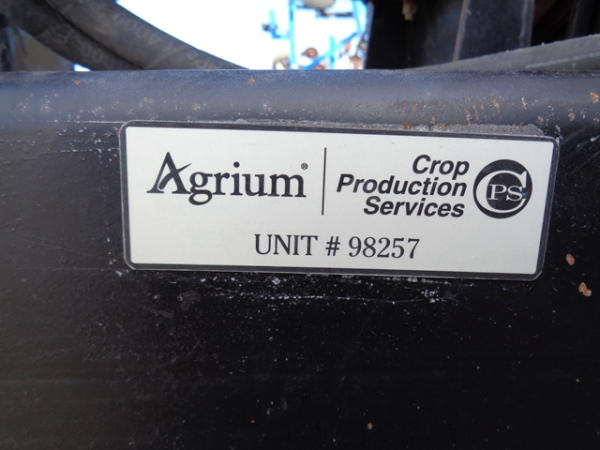 Agrium®
Crop
Production
Services
CPS
UNIT # 98257